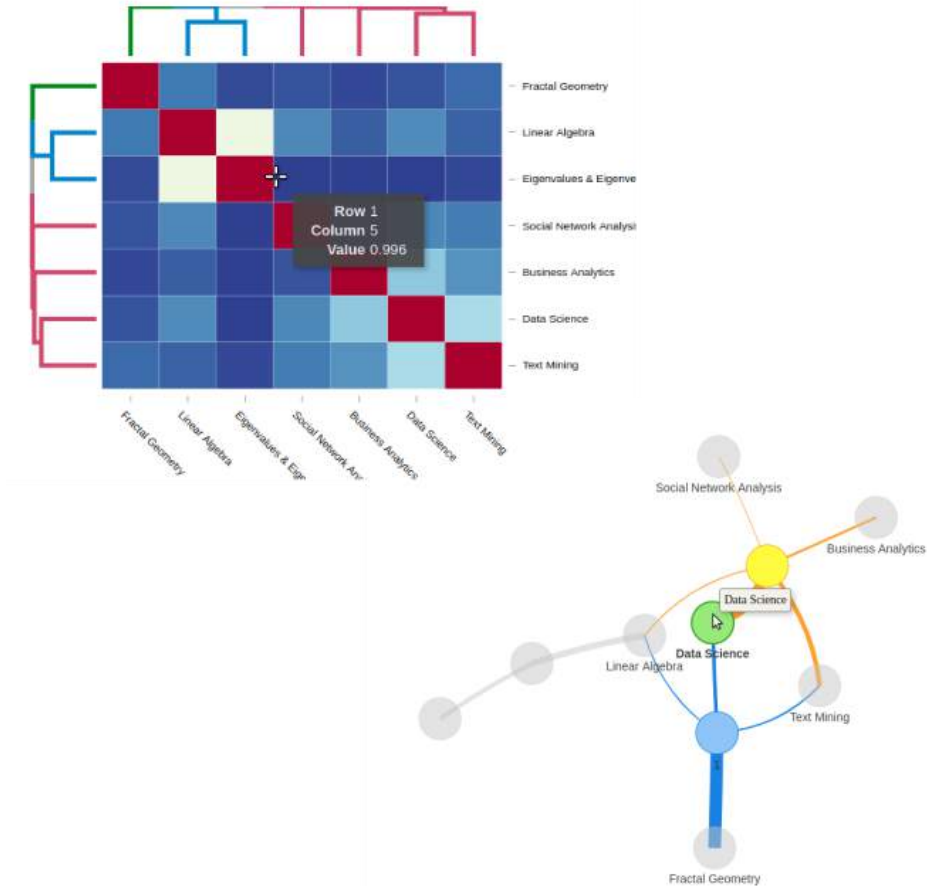 Fractal Geometry
Linear Algebra
Eigenvalues & Eigenve
Social Network Analysi
Row 1
Column 5
Value 0.996
Business Analytics
Data Science
Text Mining
Fractal Geometry
Linear Algebra
Eigenvalues & Eige
Social Network An
Business Analytics
Data Science
Text Mining
Social Network Analysis
Business Analytics
Data Science
Data Science
Linear Algebra
Text Mining
Fractal Geometry